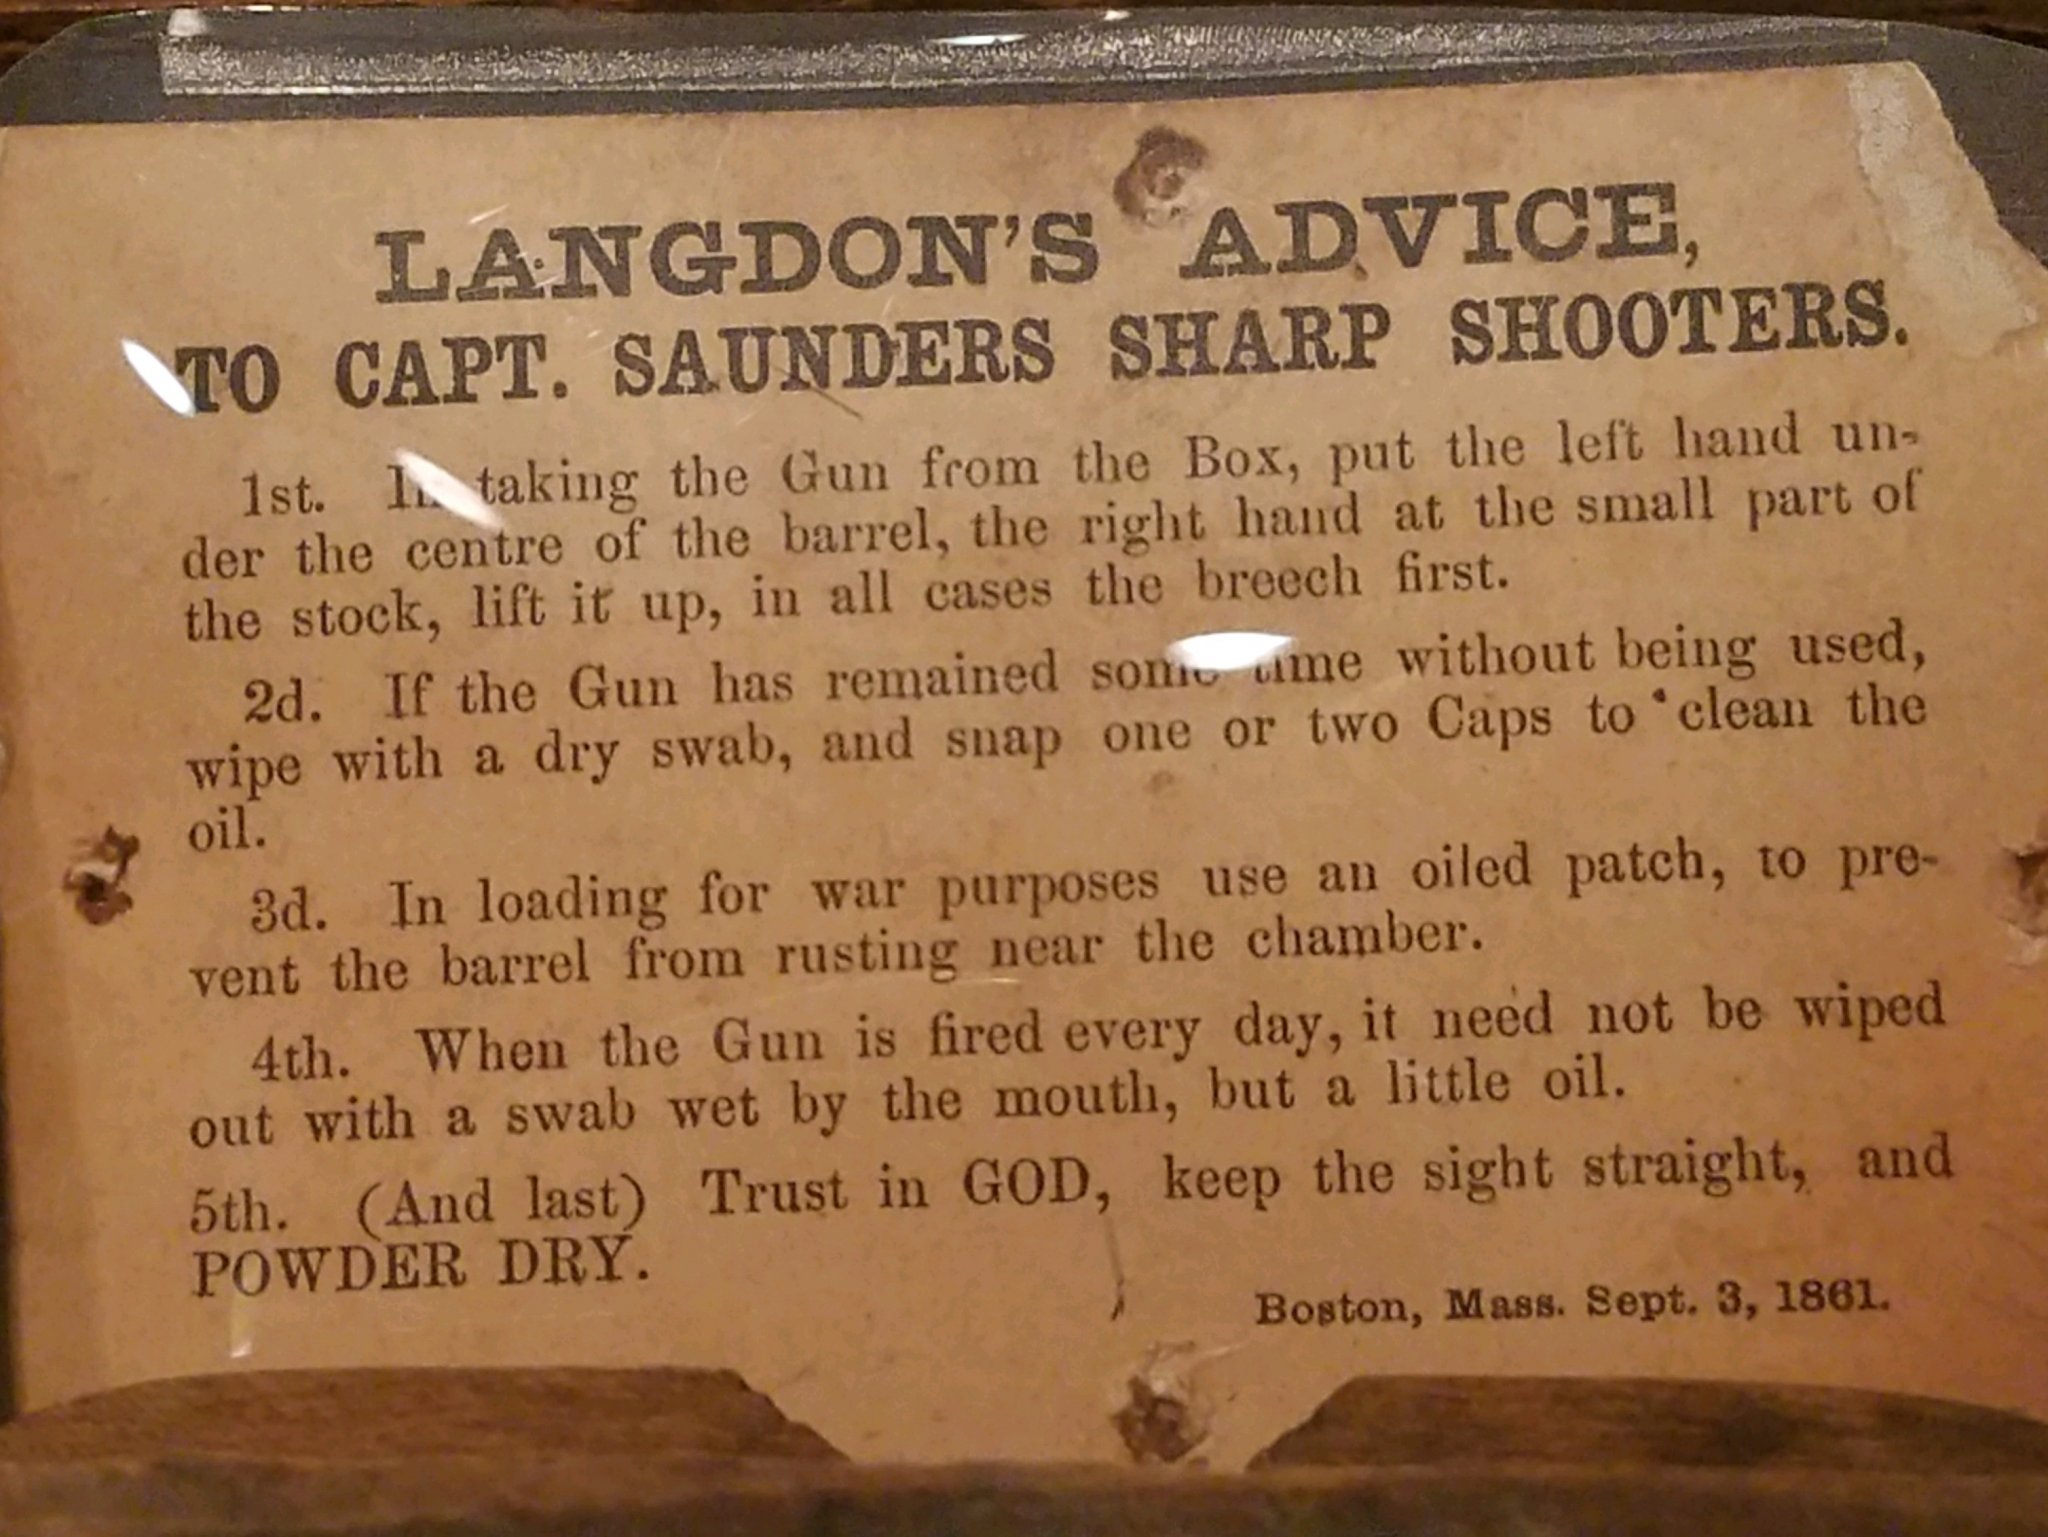 LANGDON'S ADVICE,
TO CAPT. SAUNDERS SHARP SHOOTERS.
1st. In taking the Gun from the Box, put the left hand un-
der the centre of the barrel, the right hand at the small part of
the stock, lift it up, in all cases the breech first.
2d. If the Gun has remained some time without being used,
wipe with a dry swab, and snap one or two Caps to clean the
oil.
3d. In loading for war purposes use an oiled patch, to pre-
vent the barrel from rusting near the chamber.
4th. When the Gun is fired every day, it need not be wiped
out with a swab wet by the mouth, but a little oil.
5th. (And last) Trust in GOD, keep the sight straight, and
POWDER DRY.
Boston, Mass. Sept. 3, 1861.